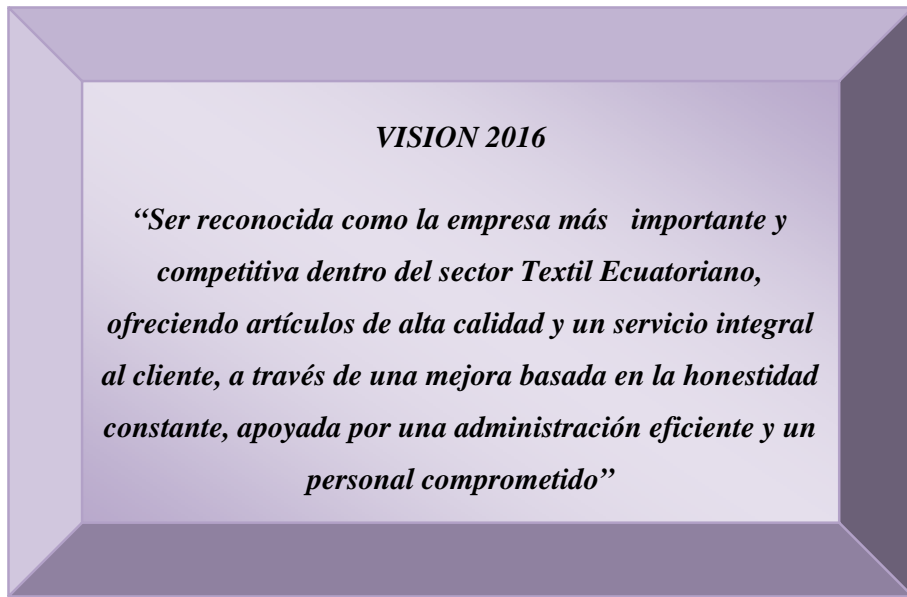 VISION 2016
“Ser reconocida como la empresa más   importante y
competitiva dentro del sector Textil Ecuatoriano,
ofreciendo artículos de alta calidad y un servicio integral
al cliente, a través de una mejora basada en la honestidad
constante, apoyada por una administración eficiente y un
personal comprometido”